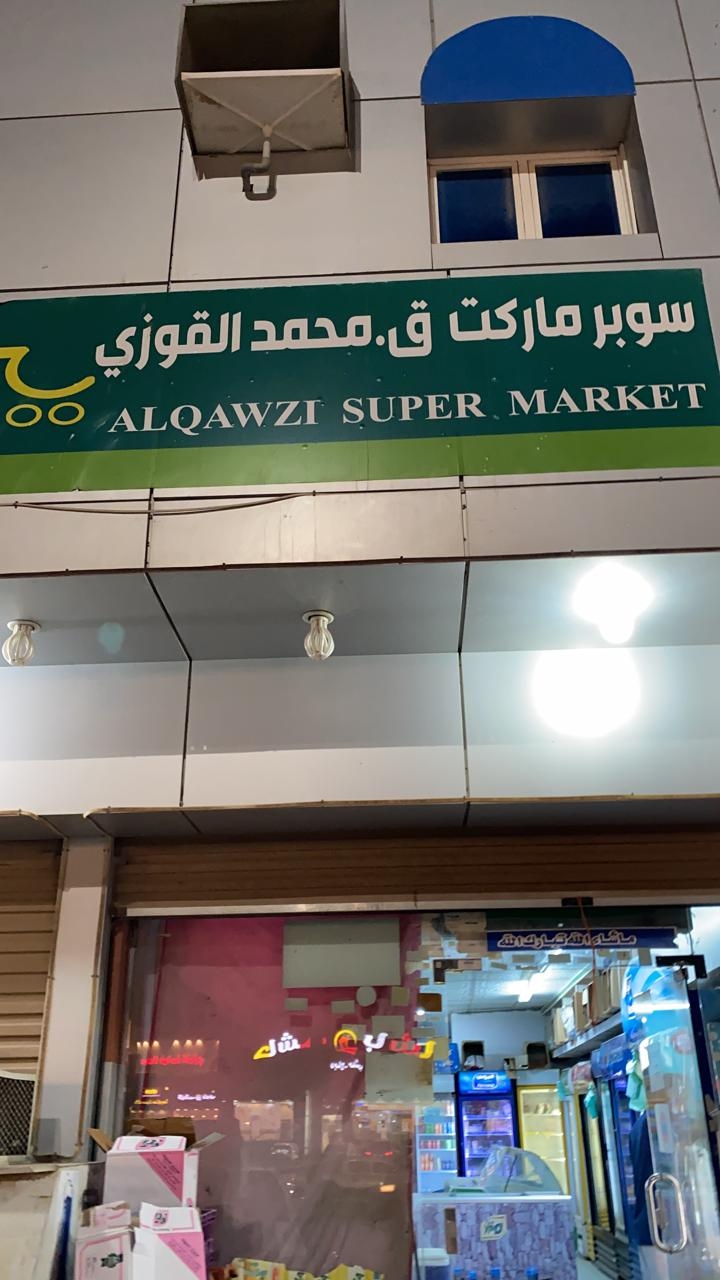 سوبر ماركت ق.محمد القوزي
ALQAWZI SUPER MARKET
ماشاء الله تبارك الله